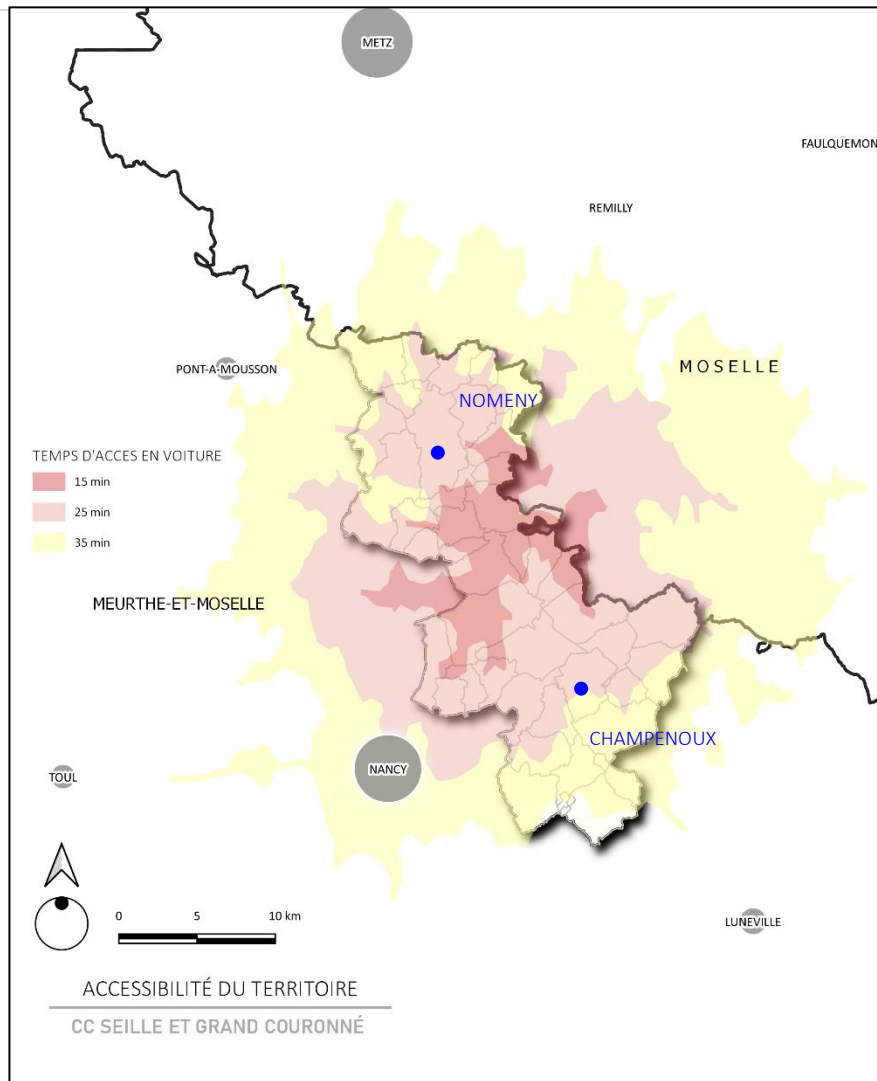 METZ
FAULQUEMONT
REMILLY
PONT-A-MOUSSON
MOSELLE
NOMENY
TEMPS D'ACCES EN VOITURE
15 min
25 min
35 min
MEURTHE-ET-MOSELLE
CHAMPENOUX
NANCY
TOUL
0 5 10 km
LUNEVILLE
ACCESSIBILITÉ DU TERRITOIRE
CC SEILLE ET GRAND COURONNÉ